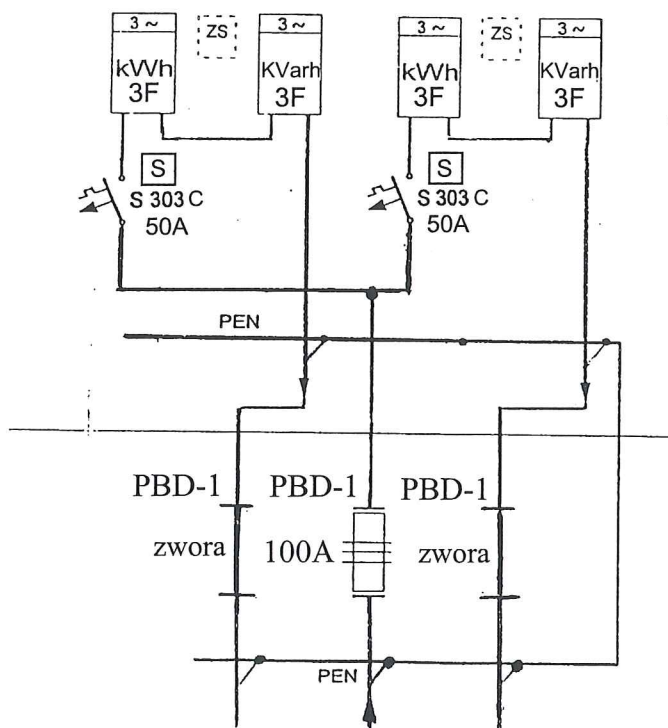 3 ~ ZS 3 ~ 3 ~ ZS 3 ~
kWh KVarh kWh KVarh
3F 3F 3F 3F
S S
S 303 C S 303 C
50A 50A
PEN
PBD-1 PBD-1 PBD-1
zwora 100A zwora
PEN